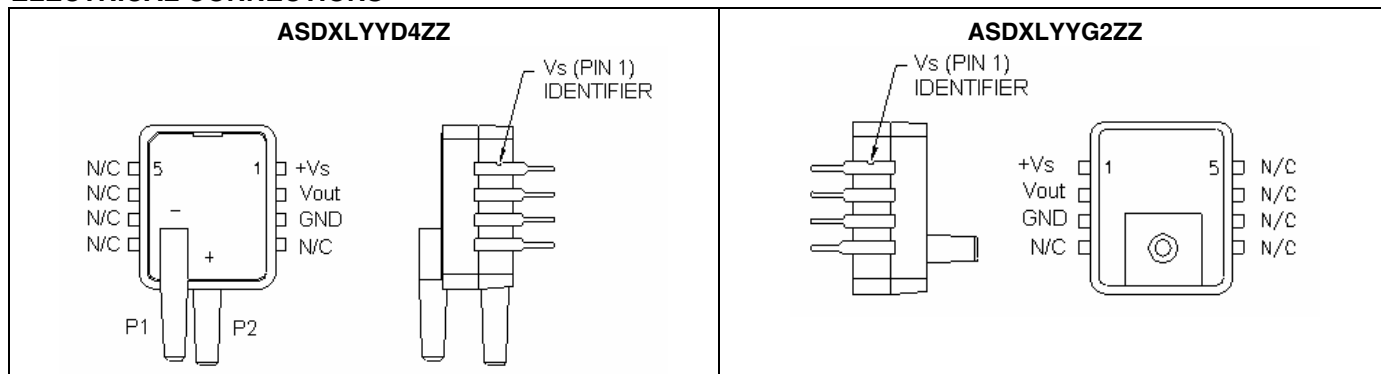 ELECTRICAL CONNECTIONS
ASDXLYYD4ZZ
Vs (PIN 1)
IDENTIFIER
N/C 5 1 +Vs
N/C Vout
N/C - GND
N/C + N/C
P1 P2
ASDXLYYG2ZZ
Vs (PIN 1)
IDENTIFIER
+Vs 1 5 N/C
Vout N/C
GND N/C
N/C N/C